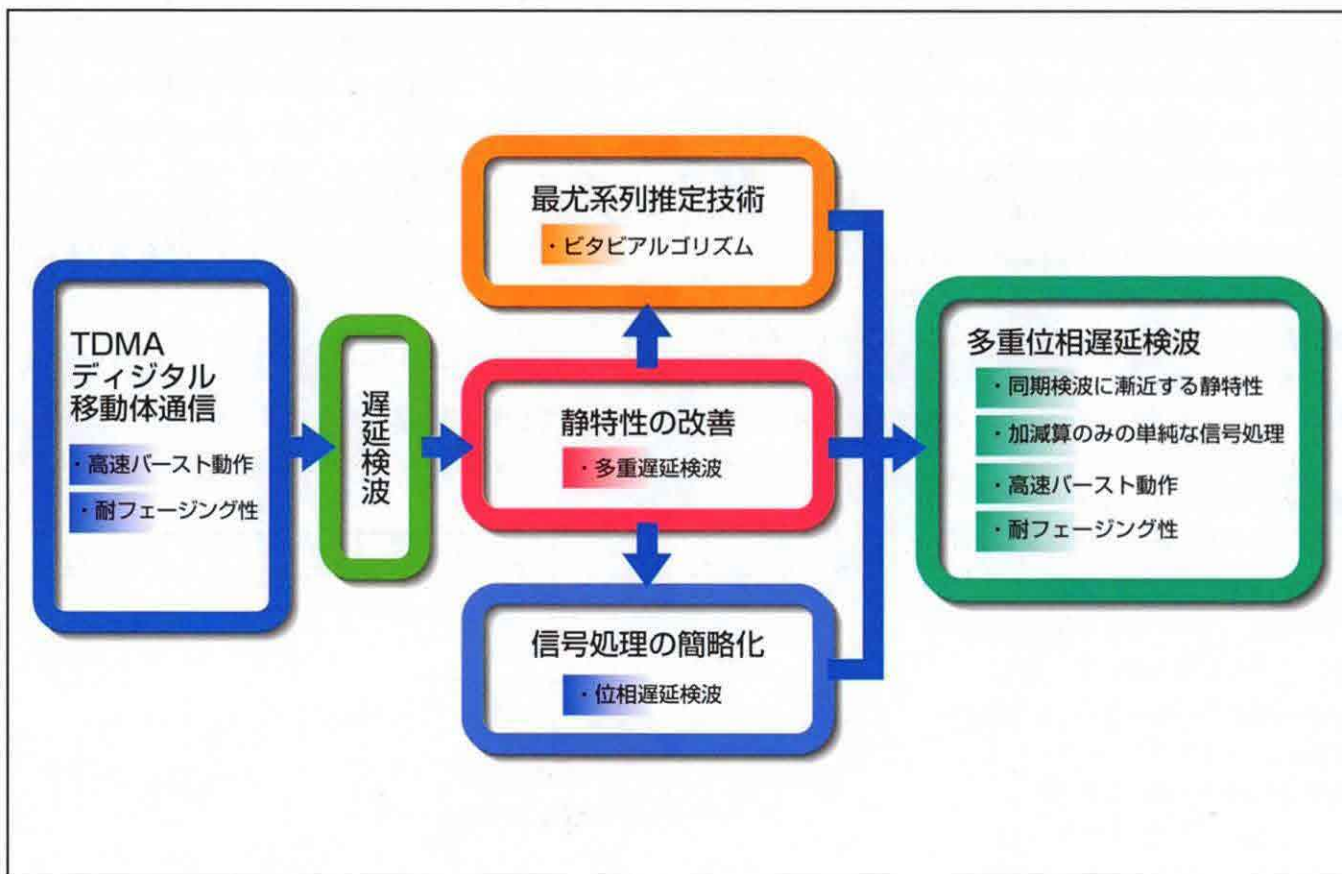 TDMA
ディジタル
移動体通信
・高速バースト動作
・耐フェージング性
遅延検波
最尤系列推定技術
・ビタビアルゴリズム
静特性の改善
・多重遅延検波
信号処理の簡略化
・位相遅延検波
多重位相遅延検波
・同期検波に漸近する静特性
・加減算のみの単純な信号処理
・高速バースト動作
・耐フェージング性